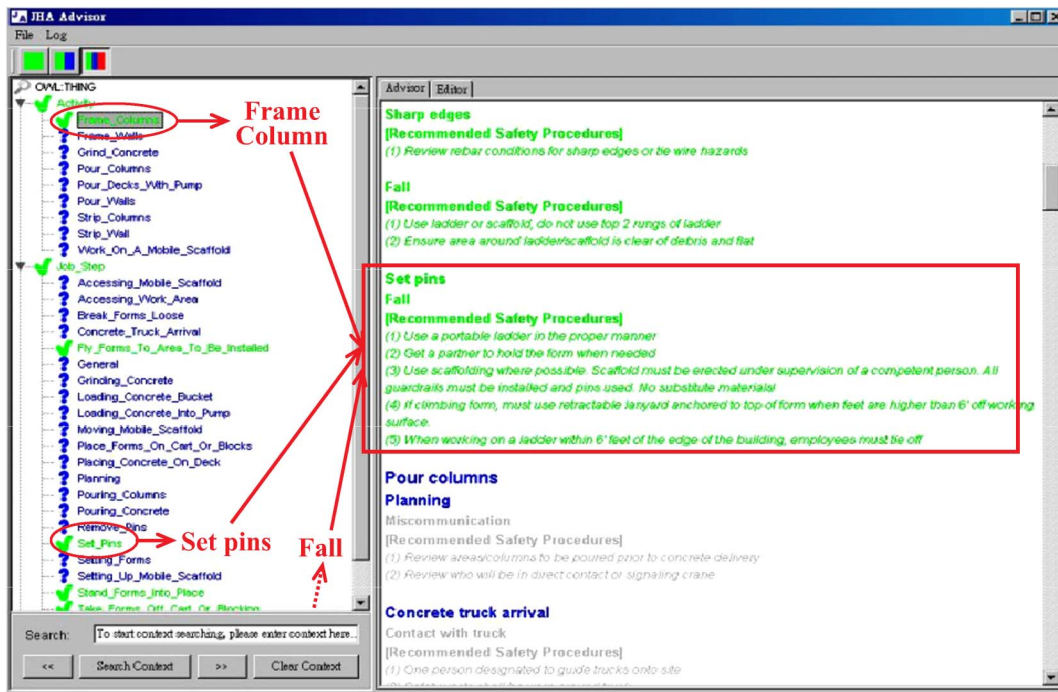 JHA Advisor
File Log
OWL:THING
Activity
Frame_Columns
Frame_Walls
Grind_Concrete
Pour_Columns
Pour_Decks_With_Pump
Pour_Walls
Strip_Columns
Strip_Wall
Work_On_A_Mobile_Scaffold
Job_Step
Accessing_Mobile_Scaffold
Accessing_Work_Area
Break_Forms_Loose
Concrete_Truck_Arrival
Fly_Forms_To_Area_To_Be_Installed
General
Grinding_Concrete
Loading_Concrete_Bucket
Loading_Concrete_Into_Pump
Moving_Mobile_Scaffold
Place_Forms_On_Cart_Or_Blocks
Placing_Concrete_On_Deck
Planning
Pouring_Columns
Pouring_Concrete
Remove_Pins
Set_Pins
Setting_Forms
Setting_Up_Mobile_Scaffold
Stand_Forms_Into_Place
Take_Forms_Off_Cart_Or_Blocking
Frame
Column
Set pins
Fall
Search: To start context searching, please enter context here...
<< Search Context >> Clear Context
Advisor Editor
Sharp edges
[Recommended Safety Procedures]
(1) Review rebar conditions for sharp edges or tie wire hazards
Fall
[Recommended Safety Procedures]
(1) Use ladder or scaffold, do not use top 2 rungs of ladder
(2) Ensure area around ladder/scaffold is clear of debris and flat
Set pins
Fall
[Recommended Safety Procedures]
(1) Use a portable ladder in the proper manner
(2) Get a partner to hold the form when needed
(3) Use scaffolding where possible. Scaffold must be erected under supervision of a competent person. All
guardrails must be installed and pins used. No substitute materials!
(4) If climbing form, must use retractable lanyard anchored to top of form when feet are higher than 6' off working
surface.
(5) When working on a ladder within 6' feet of the edge of the building, employees must tie off
Pour columns
Planning
Miscommunication
[Recommended Safety Procedures]
(1) Review areas/columns to be poured prior to concrete delivery
(2) Review who will be in direct contact or signaling crane
Concrete truck arrival
Contact with truck
[Recommended Safety Procedures]
(1) One person designated to guide trucks onto site